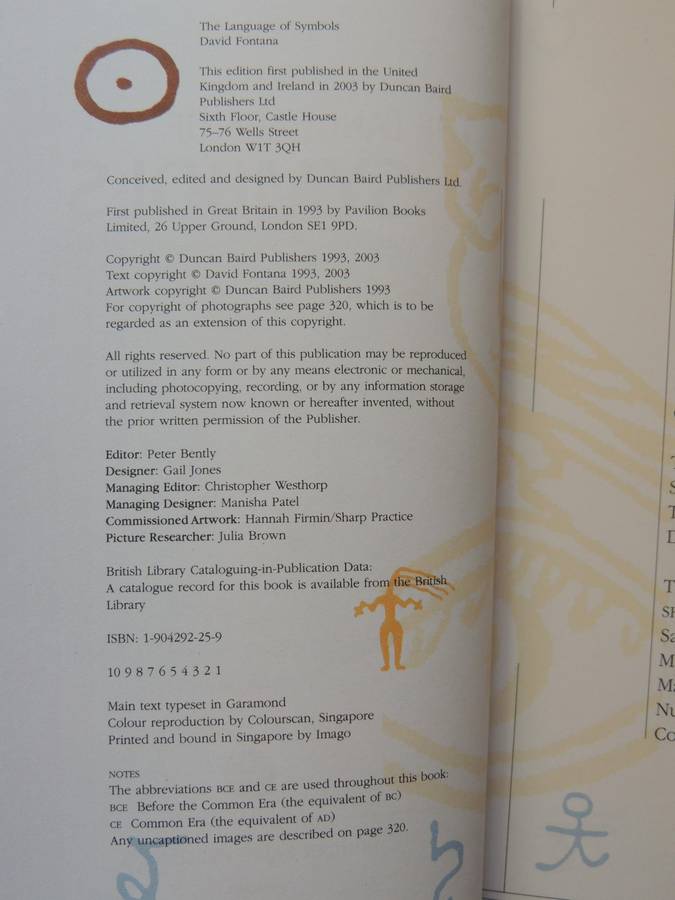 The Language of Symbols
David Fontana
This edition first published in the United
Kingdom and Ireland in 2003 by Duncan Baird
Publishers Ltd
Sixth Floor, Castle House
75–76 Wells Street
London W1T 3QH
Conceived, edited and designed by Duncan Baird Publishers Ltd.
First published in Great Britain in 1993 by Pavilion Books
Limited, 26 Upper Ground, London SE1 9PD.
Copyright © Duncan Baird Publishers 1993, 2003
Text copyright © David Fontana 1993, 2003
Artwork copyright © Duncan Baird Publishers 1993
For copyright of photographs see page 320, which is to be
regarded as an extension of this copyright.
All rights reserved. No part of this publication may be reproduced
or utilized in any form or by any means electronic or mechanical,
including photocopying, recording, or by any information storage
and retrieval system now known or hereafter invented, without
the prior written permission of the Publisher.
Editor: Peter Bently
Designer: Gail Jones
Managing Editor: Christopher Westhorp
Managing Designer: Manisha Patel
Commissioned Artwork: Hannah Firmin/Sharp Practice
Picture Researcher: Julia Brown
British Library Cataloguing-in-Publication Data:
A catalogue record for this book is available from the British
Library
ISBN: 1-904292-25-9
10 9 8 7 6 5 4 3 2 1
Main text typeset in Garamond
Colour reproduction by Colourscan, Singapore
Printed and bound in Singapore by Imago
NOTES
The abbreviations BCE and CE are used throughout this book:
BCE Before the Common Era (the equivalent of BC)
CE Common Era (the equivalent of AD)
Any uncaptioned images are described on page 320.